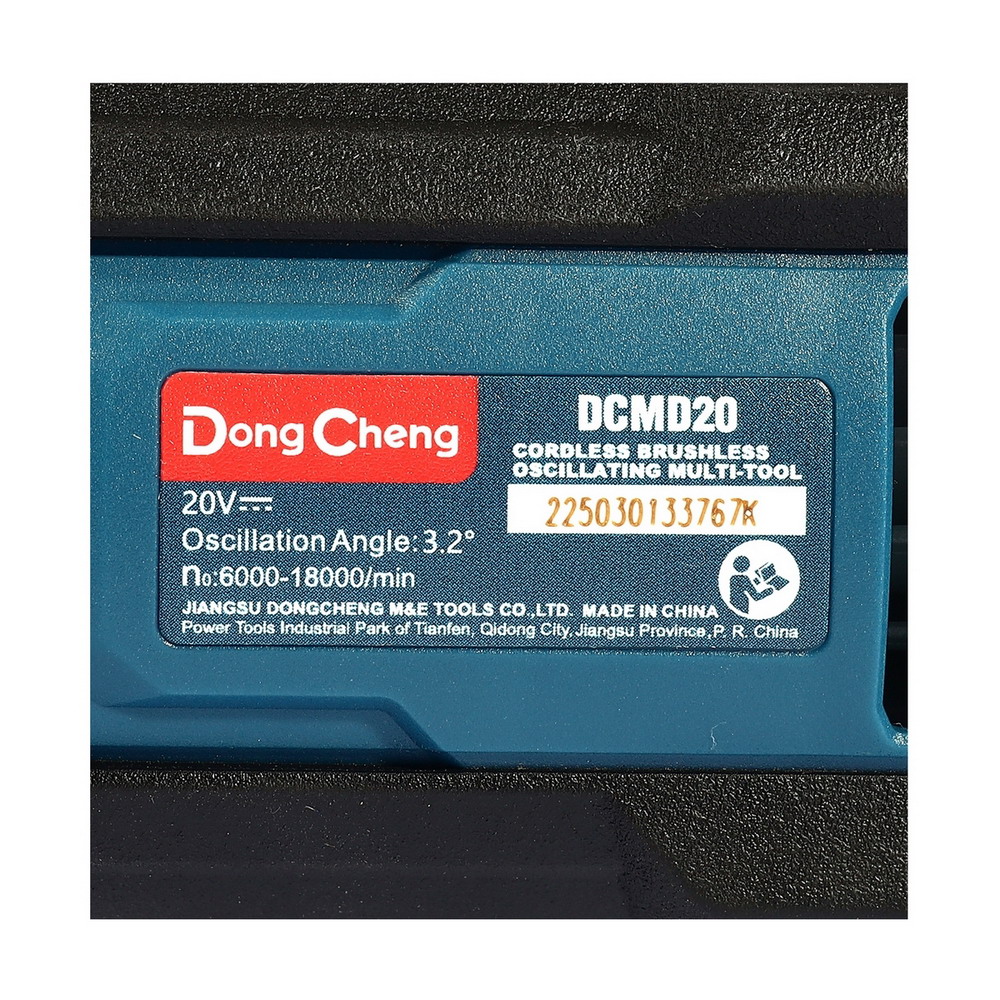 Dong Cheng
DCMD20
CORDLESS BRUSHLESS
OSCILLATING MULTI-TOOL
225030133767K
20V⎓
Oscillation Angle:3.2°
n₀:6000-18000/min
JIANGSU DONGCHENG M&E TOOLS CO.,LTD. MADE IN CHINA
Power Tools Industrial Park of Tianfen, Qidong City, Jiangsu Province, P. R. China